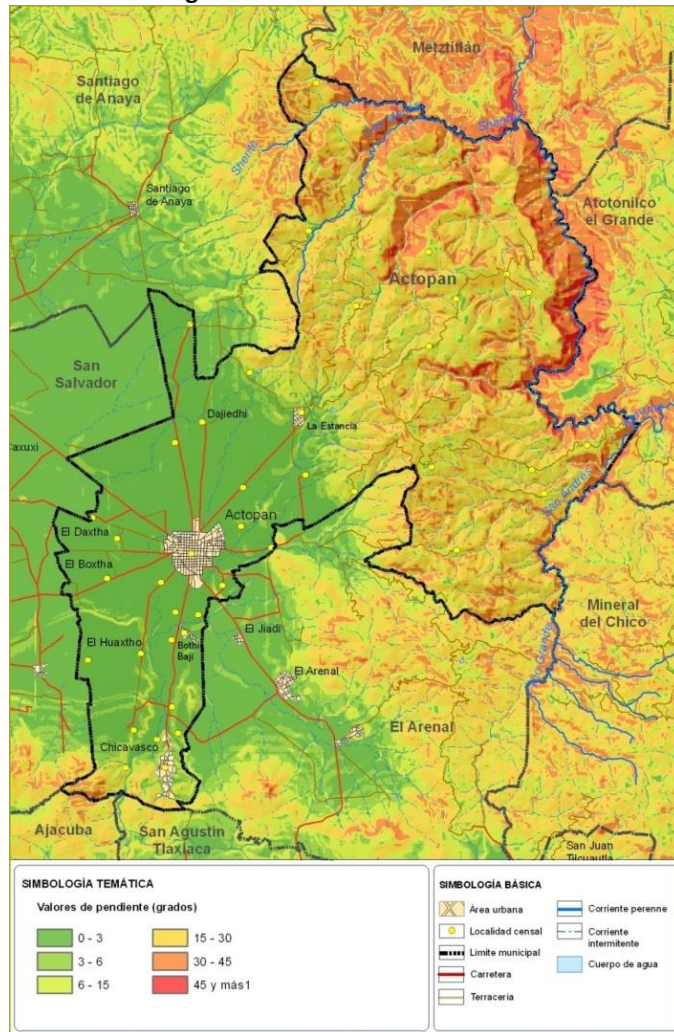 Metztitlán
Santiago
de Anaya
Sherife
Santiago
de Anaya
Atotonilco
el Grande
Actopan
San
Salvador
Dajiedhi
La Estancia
axuxi
San Andrés
Actopan
El Daxtha
El Boxtha
Mineral
del Chico
El Huaxtho
Bothi
Baji
El Jiadi
El Arenal
El Arenal
Chicavasco
Ajacuba
San Agustín
Tlaxiaca
San Juan
SIMBOLOGÍA TEMÁTICA
Valores de pendiente (grados)
0 - 3
3 - 6
6 - 15
15 - 30
30 - 45
45 y más1
SIMBOLOGÍA BÁSICA
Área urbana
Localidad censal
Límite municipal
Carretera
Terracería
Corriente perenne
Corriente
intermitente
Cuerpo de agua